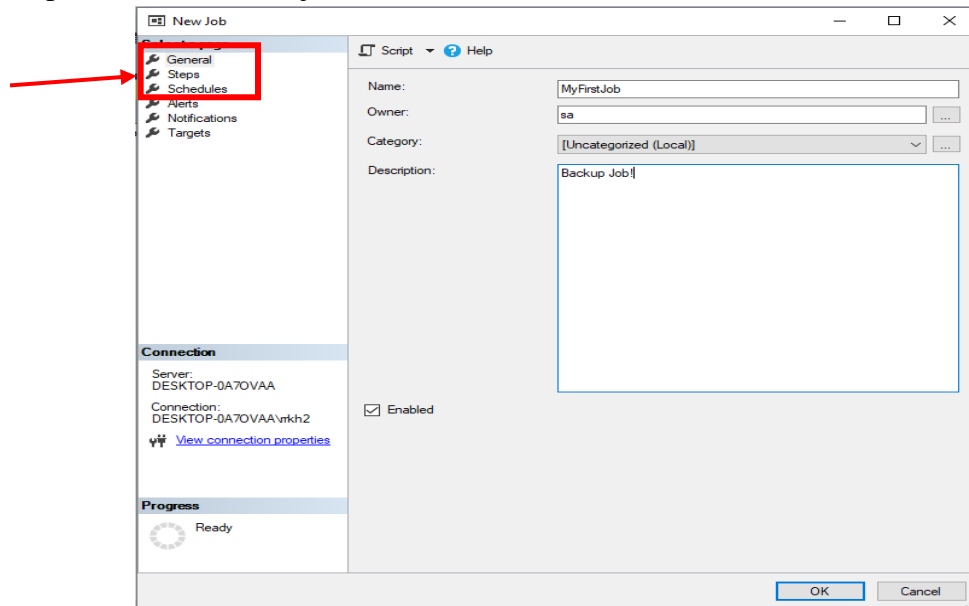 New Job
Script Help
General
Steps
Schedules
Alerts
Notifications
Targets
Name:
MyFirstJob
Owner:
sa
...
Category:
[Uncategorized (Local)]
...
Description:
Backup Job!
Connection
Server:
DESKTOP-0A7OVAA
Connection:
DESKTOP-0A7OVAA\rrkh2
View connection properties
Enabled
Progress
Ready
OK Cancel